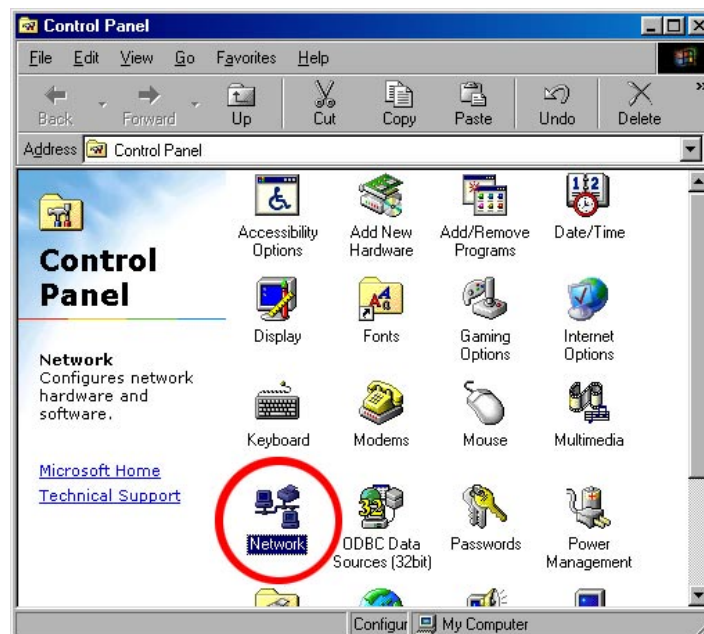 Control Panel
File Edit View Go Favorites Help
Back Forward Up Cut Copy Paste Undo Delete »
Address Control Panel
Control
Panel
Network
Configures network
hardware and
software.
Microsoft Home
Technical Support
Accessibility
Options
Add New
Hardware
Add/Remove
Programs
Date/Time
Display
Fonts
Gaming
Options
Internet
Options
Keyboard
Modems
Mouse
Multimedia
Network
32
ODBC Data
Sources (32bit)
Passwords
Power
Management
Configur My Computer